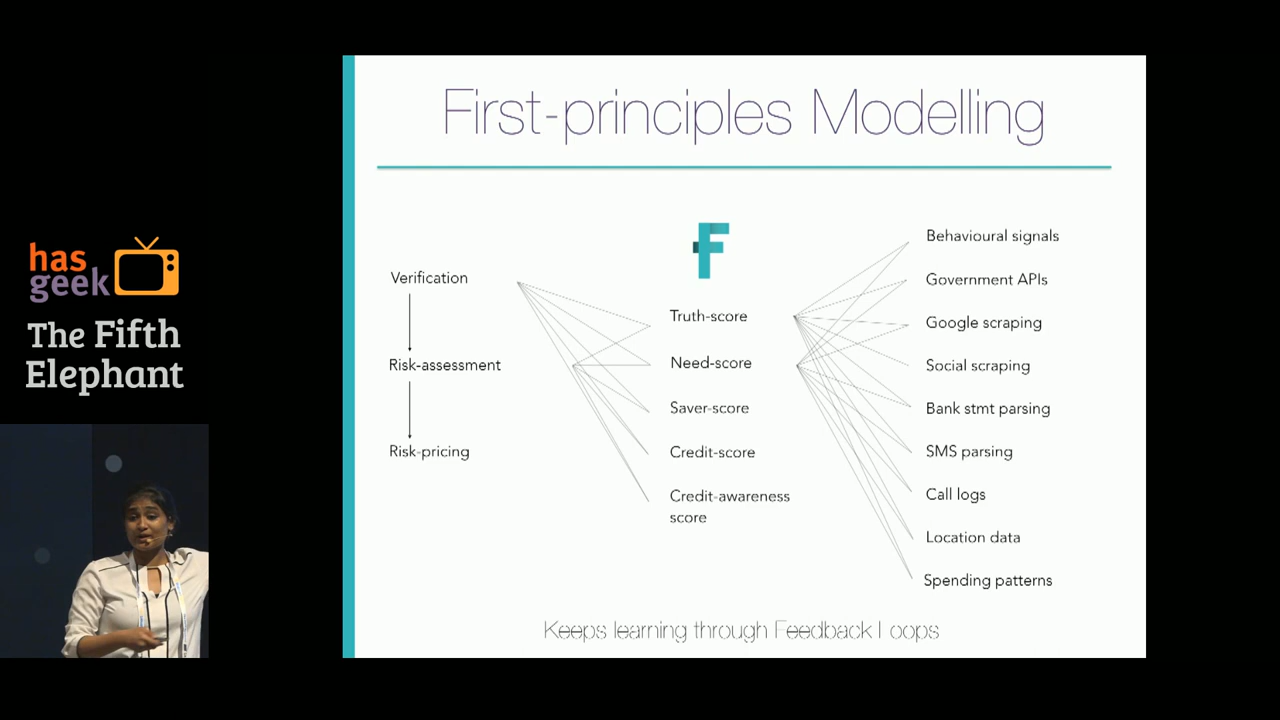 First-principles Modelling
has
geek
The Fifth
Elephant
Verification
Risk-assessment
Risk-pricing
F
Truth-score
Need-score
Saver-score
Credit-score
Credit-awareness
score
Behavioural signals
Government APIs
Google scraping
Social scraping
Bank stmt parsing
SMS parsing
Call logs
Location data
Spending patterns
Keeps learning through Feedback Loops